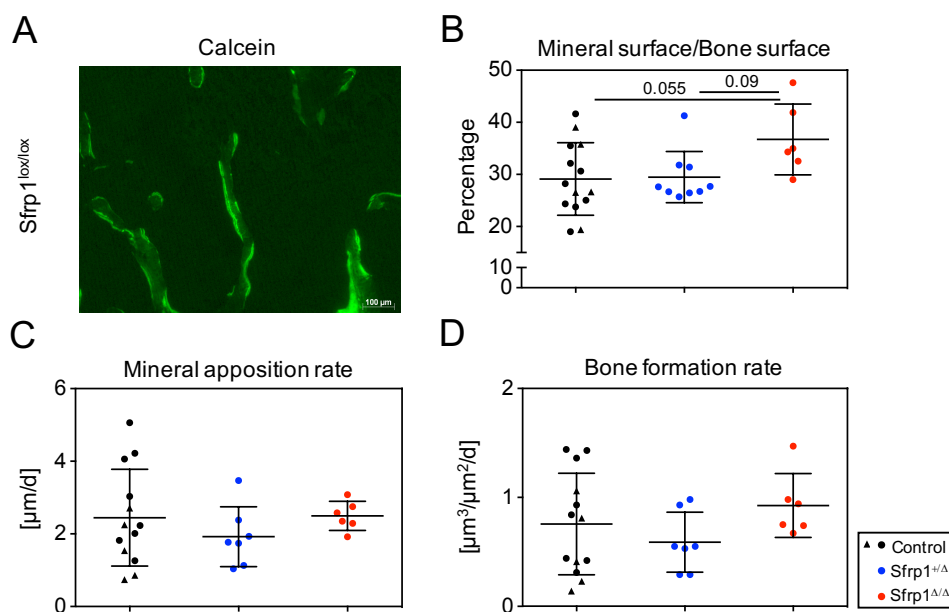 A
Calcein
Sfrp1lox/lox
100 µm
B
Mineral surface/Bone surface
Percentage
50
40
30
20
10
0
0.055
0.09
C
Mineral apposition rate
[µm/d]
6
4
2
0
D
Bone formation rate
[µm³/µm²/d]
2
1
0
Control
Sfrp1+/Δ
Sfrp1Δ/Δ